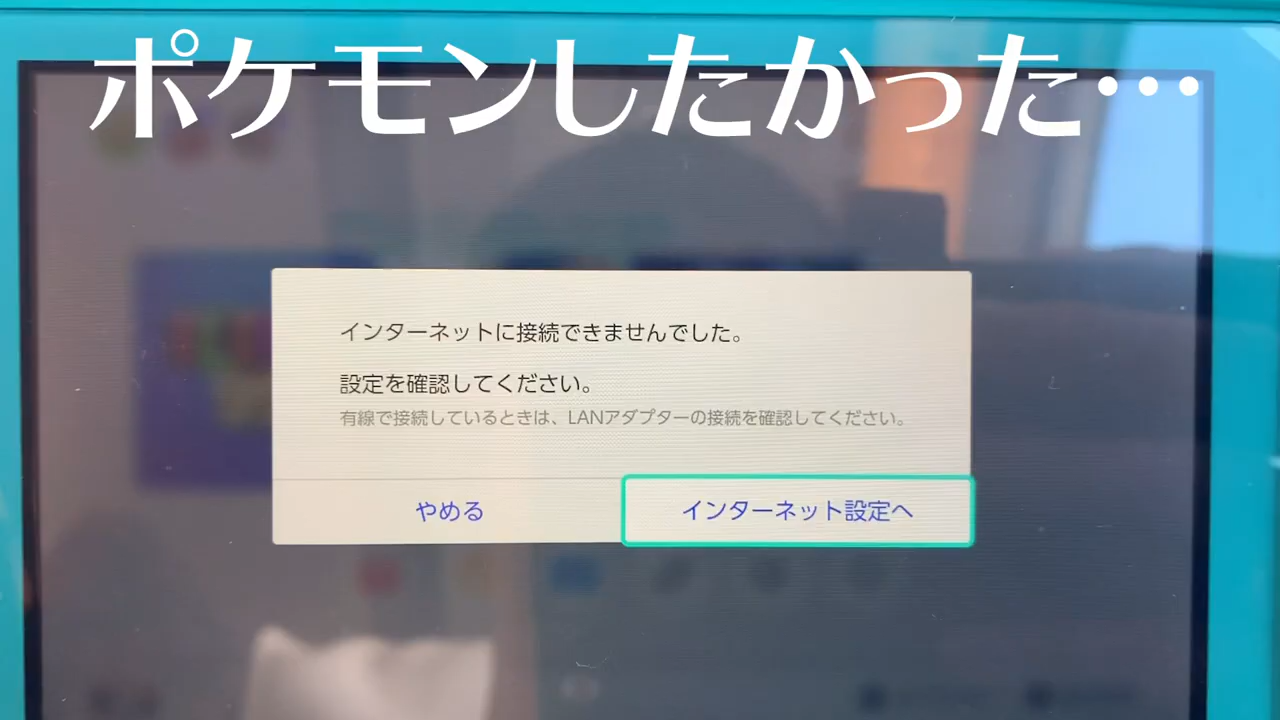 ポケモンしたかった…
インターネットに接続できませんでした。
設定を確認してください。
有線で接続しているときは、LANアダプターの接続を確認してください。
やめる
インターネット設定へ